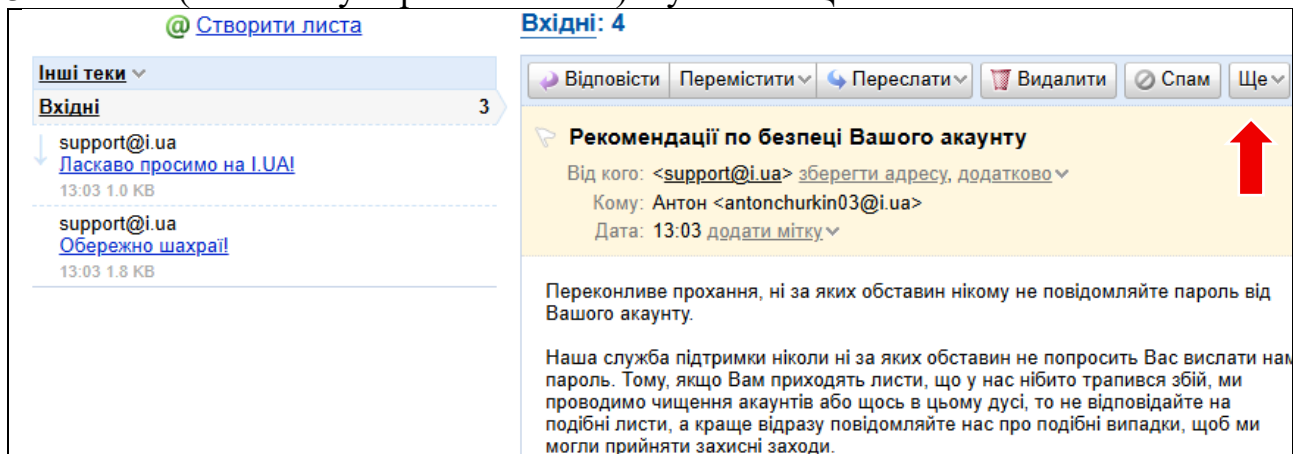 @ Створити листа
Вхідні: 4
Інші теки
Вхідні 3
support@i.ua
Ласкаво просимо на I.UA!
13:03 1.0 KB
support@i.ua
Обережно шахраї!
13:03 1.8 KB
Відповісти Перемістити Переслати Видалити Спам Ще
Рекомендації по безпеці Вашого акаунту
Від кого: <support@i.ua> зберегти адресу, додатково
Кому: Антон <antonchurkin03@i.ua>
Дата: 13:03 додати мітку
Переконливе прохання, ні за яких обставин нікому не повідомляйте пароль від
Вашого акаунту.
Наша служба підтримки ніколи ні за яких обставин не попросить Вас вислати нам
пароль. Тому, якщо Вам приходять листи, що у нас нібито трапився збій, ми
проводимо чищення акаунтів або щось в цьому дусі, то не відповідайте на
подібні листи, а краще відразу повідомляйте нас про подібні випадки, щоб ми
могли прийняти захисні заходи.